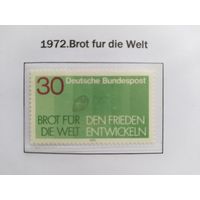 1972.Brot fur die Welt
30 Deutsche Bundespost
BROT FÜR DEN FRIEDEN
DIE WELT ENTWICKELN